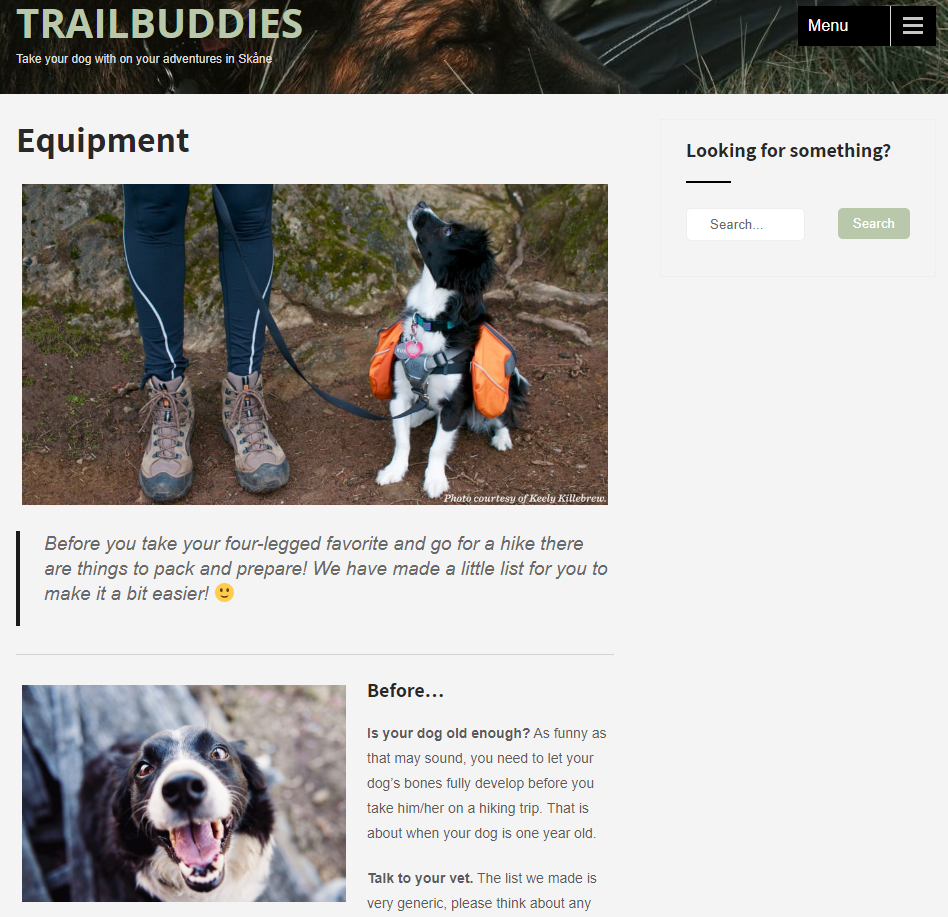 TRAILBUDDIES
Take your dog with on your adventures in Skåne
Menu
Equipment
Photo courtesy of Keely Killebrew.
Before you take your four-legged favorite and go for a hike there
are things to pack and prepare! We have made a little list for you to
make it a bit easier! 🙂
Before…
Is your dog old enough? As funny as
that may sound, you need to let your
dog’s bones fully develop before you
take him/her on a hiking trip. That is
about when your dog is one year old.
Talk to your vet. The list we made is
very generic, please think about any
Looking for something?
Search...
Search